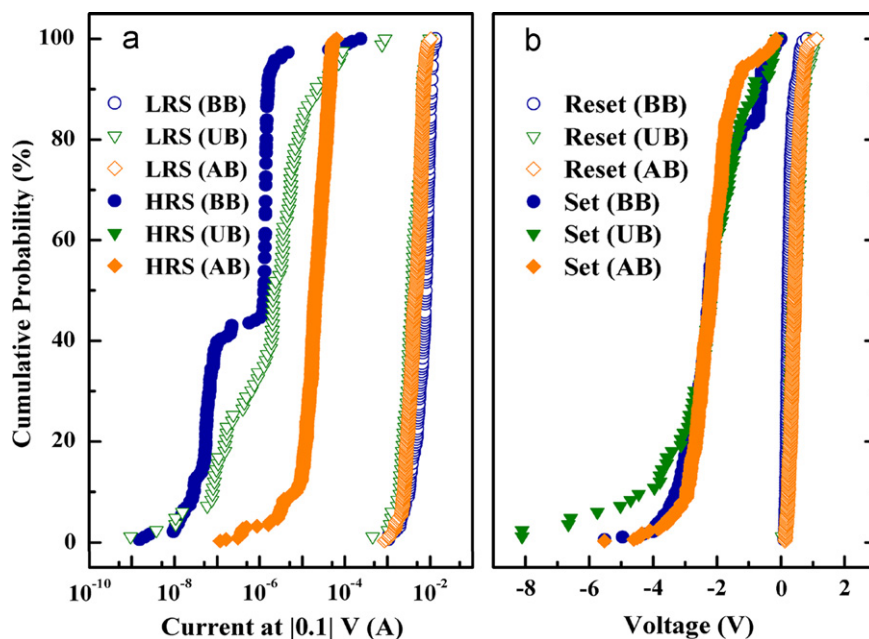 a
b
Cumulative Probability (%)
100
80
60
40
20
0
LRS (BB)
LRS (UB)
LRS (AB)
HRS (BB)
HRS (UB)
HRS (AB)
10^-10
10^-8
10^-6
10^-4
10^-2
Current at |0.1| V (A)
Reset (BB)
Reset (UB)
Reset (AB)
Set (BB)
Set (UB)
Set (AB)
-8 -6 -4 -2 0 2
Voltage (V)